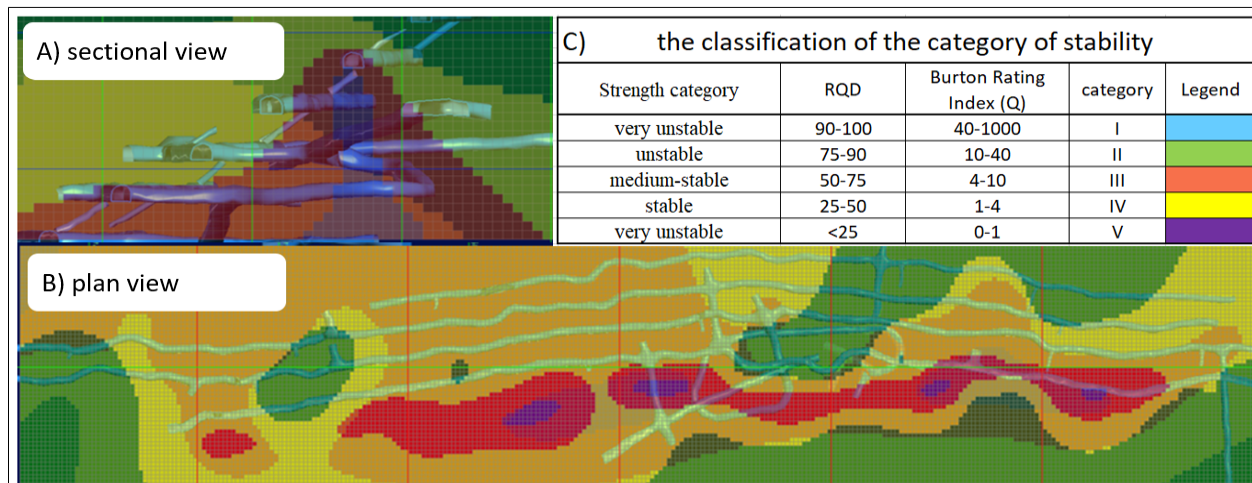 A) sectional view
C) the classification of the category of stability
Strength category RQD Burton Rating Index (Q) category Legend
very unstable 90-100 40-1000 I
unstable 75-90 10-40 II
medium-stable 50-75 4-10 III
stable 25-50 1-4 IV
very unstable <25 0-1 V
B) plan view